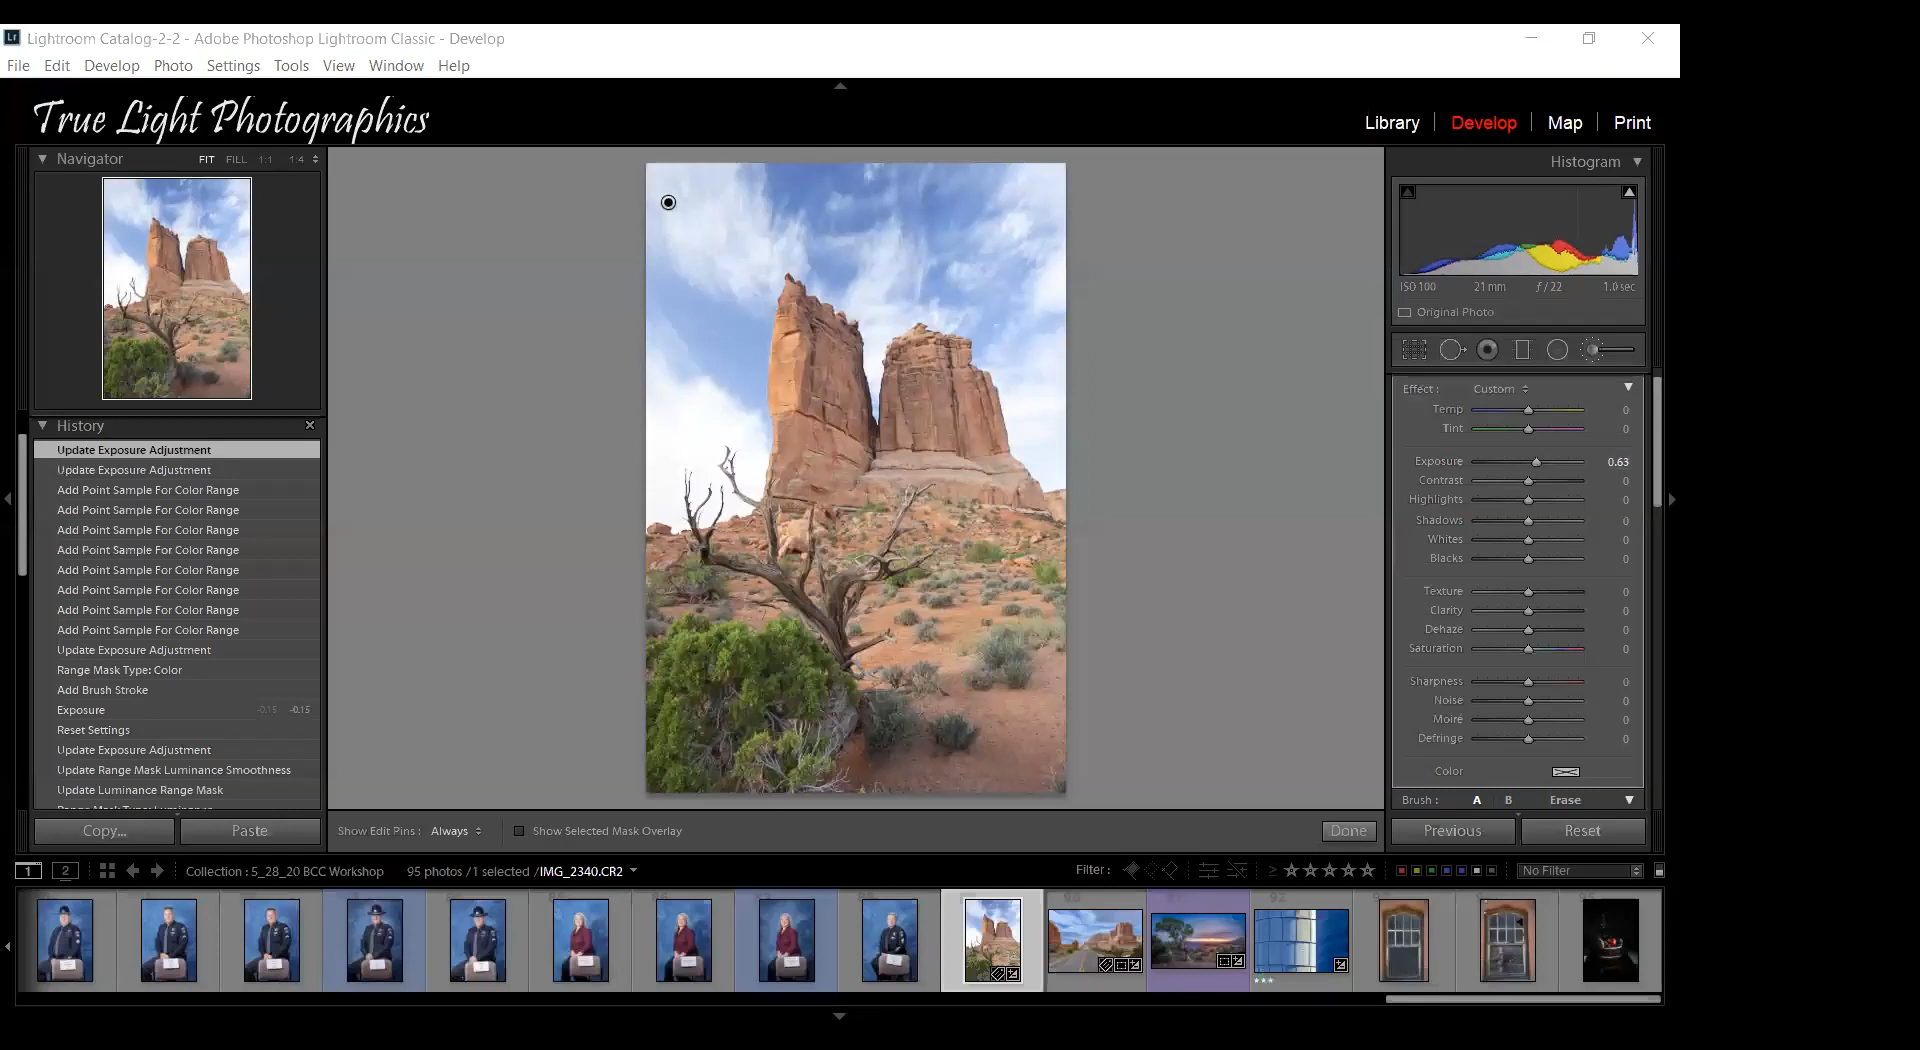 Lr Lightroom Catalog-2-2 - Adobe Photoshop Lightroom Classic - Develop
File Edit Develop Photo Settings Tools View Window Help
True Light Photographics
Library Develop Map Print
Navigator FIT FILL 1:1 1:4
Histogram
ISO 100 21 mm ƒ / 22 1.0 sec
Original Photo
Effect : Custom
Temp 0
Tint 0
Exposure 0.63
Contrast 0
Highlights 0
Shadows 0
Whites 0
Blacks 0
Texture 0
Clarity 0
Dehaze 0
Saturation 0
Sharpness 0
Noise 0
Moiré 0
Defringe 0
Color
Brush : A B Erase
Previous Reset
History
Update Exposure Adjustment
Update Exposure Adjustment
Add Point Sample For Color Range
Add Point Sample For Color Range
Add Point Sample For Color Range
Add Point Sample For Color Range
Add Point Sample For Color Range
Add Point Sample For Color Range
Add Point Sample For Color Range
Add Point Sample For Color Range
Update Exposure Adjustment
Range Mask Type: Color
Add Brush Stroke
Exposure -0.15 -0.15
Reset Settings
Update Exposure Adjustment
Update Range Mask Luminance Smoothness
Update Luminance Range Mask
Range Mask Type: Luminance
Copy... Paste
Show Edit Pins : Always Show Selected Mask Overlay Done
1 2 Collection : 5_28_20 BCC Workshop 95 photos / 1 selected / IMG_2340.CR2 Filter : ≥ No Filter